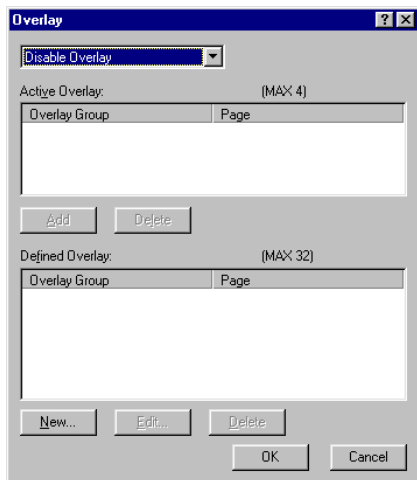 Overlay
Disable Overlay
Active Overlay: (MAX 4)
Overlay Group Page
Add Delete
Defined Overlay: (MAX 32)
Overlay Group Page
New... Edit... Delete
OK Cancel